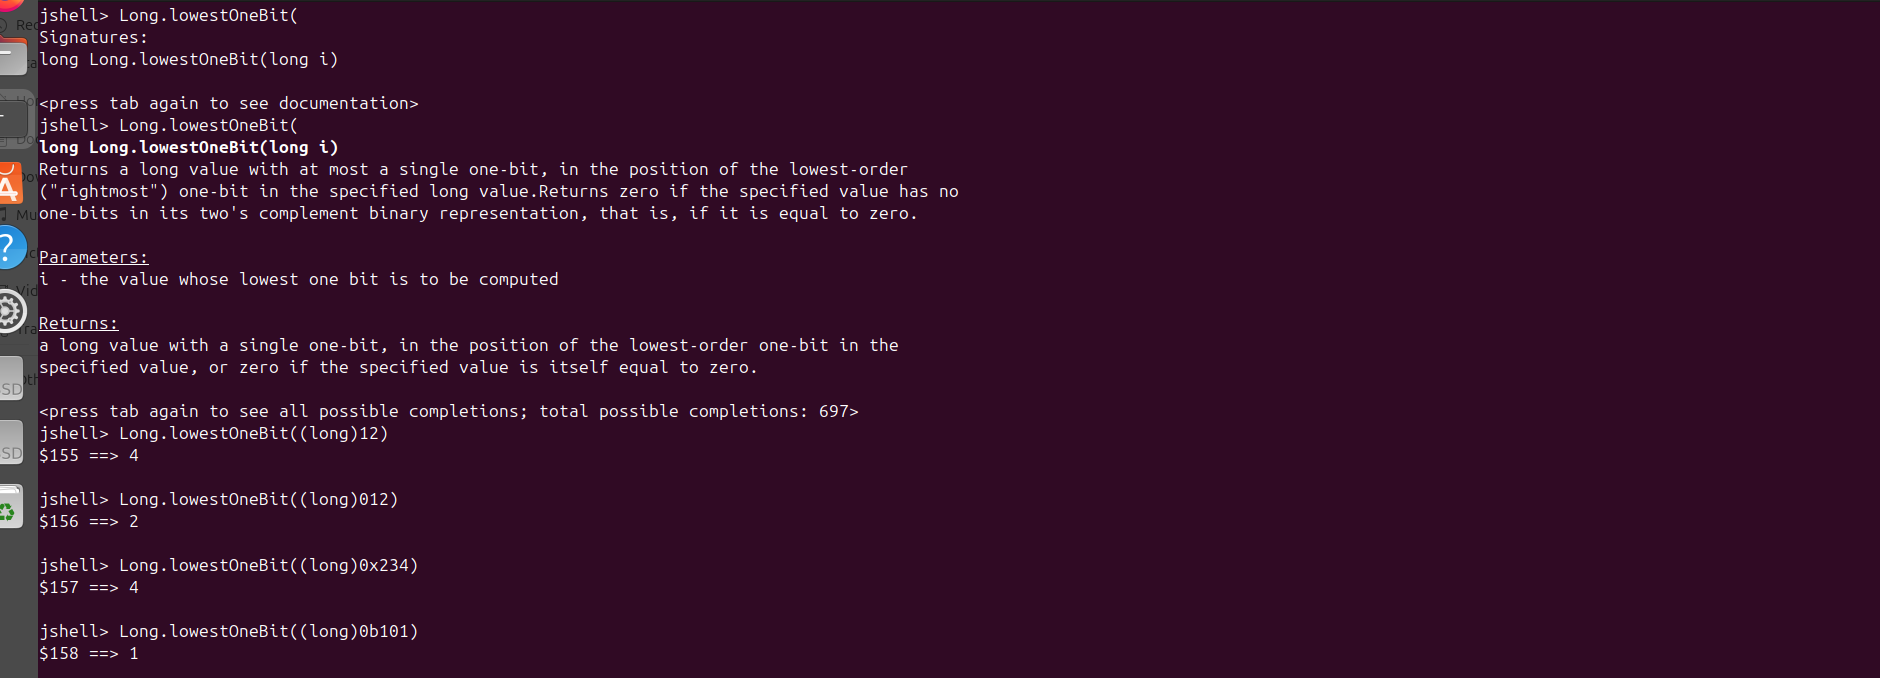 jshell> Long.lowestOneBit(
Signatures:
long Long.lowestOneBit(long i)
<press tab again to see documentation>
jshell> Long.lowestOneBit(
long Long.lowestOneBit(long i)
Returns a long value with at most a single one-bit, in the position of the lowest-order
("rightmost") one-bit in the specified long value.Returns zero if the specified value has no
one-bits in its two's complement binary representation, that is, if it is equal to zero.
Parameters:
i - the value whose lowest one bit is to be computed
Returns:
a long value with a single one-bit, in the position of the lowest-order one-bit in the
specified value, or zero if the specified value is itself equal to zero.
<press tab again to see all possible completions; total possible completions: 697>
jshell> Long.lowestOneBit((long)12)
$155 ==> 4
jshell> Long.lowestOneBit((long)012)
$156 ==> 2
jshell> Long.lowestOneBit((long)0x234)
$157 ==> 4
jshell> Long.lowestOneBit((long)0b101)
$158 ==> 1